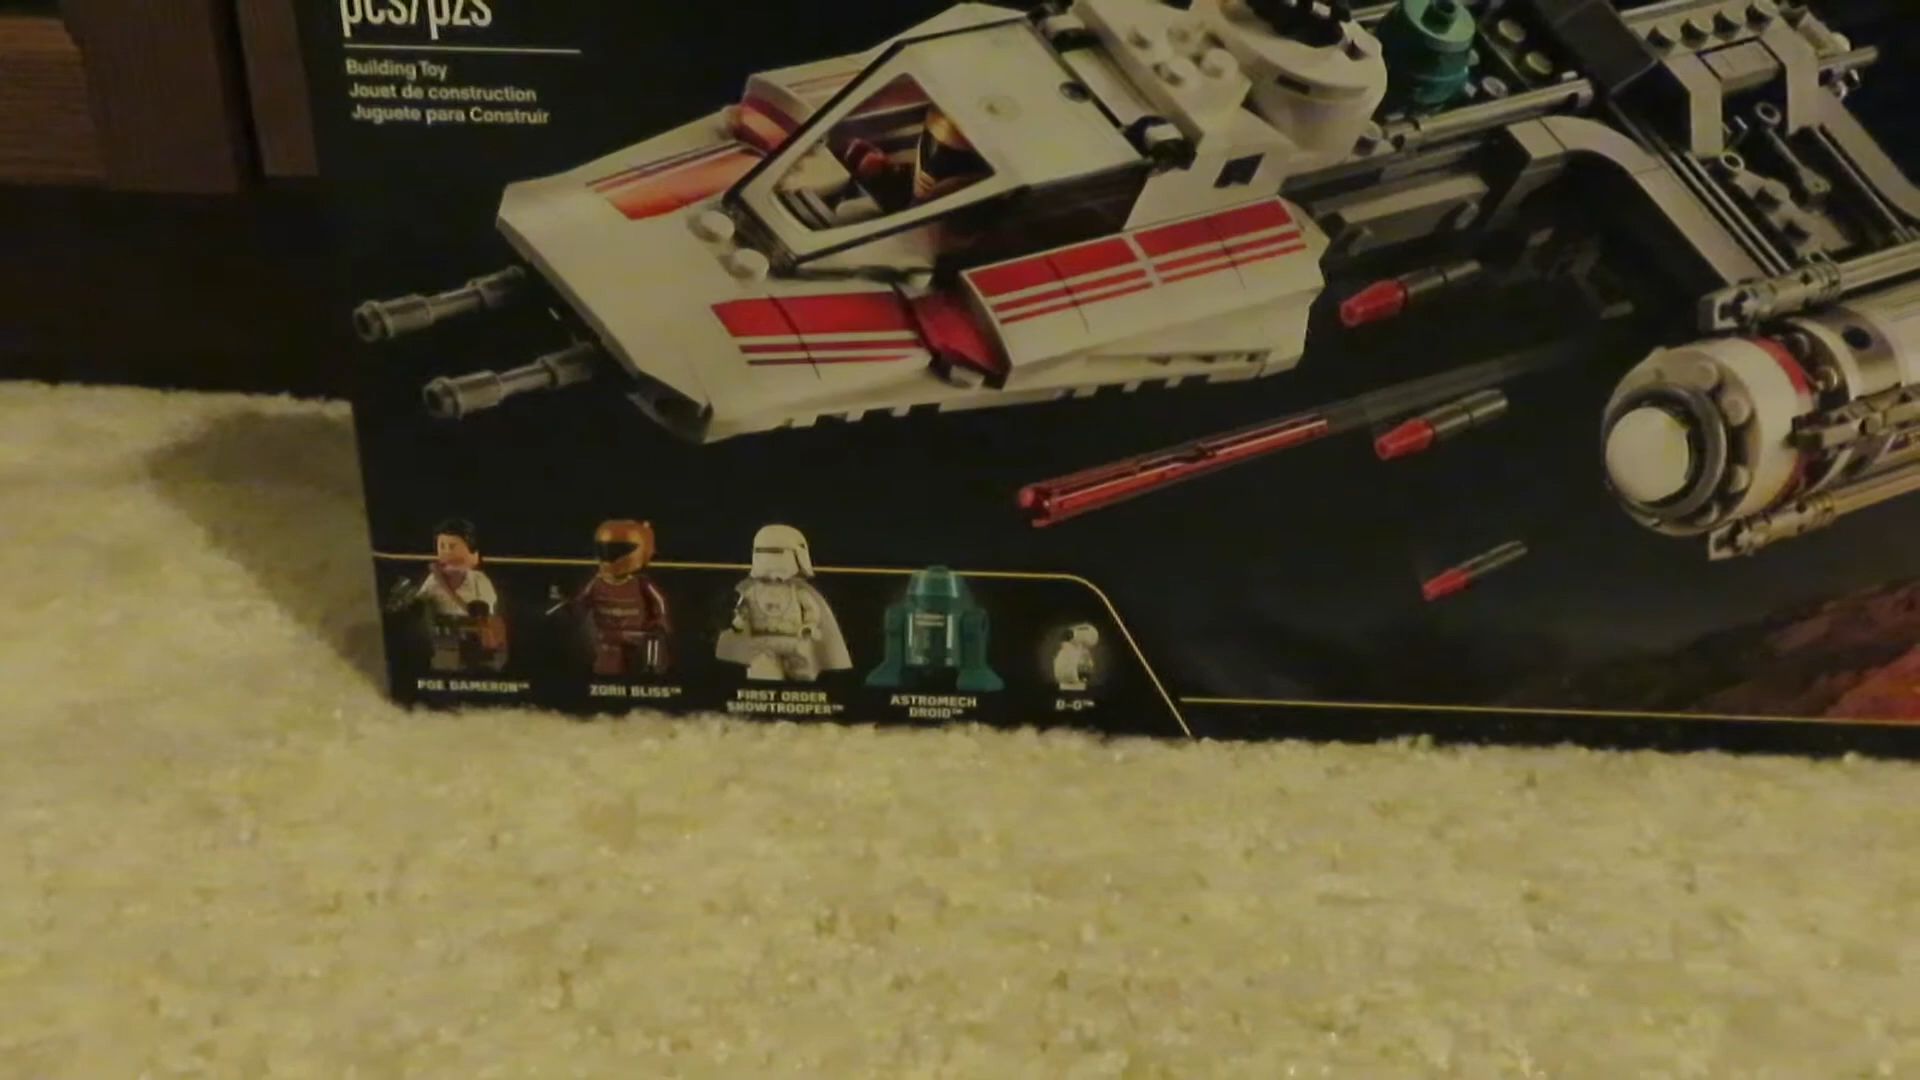 pcs/pzs
Building Toy
Jouet de construction
Juguete para Construir
POE DAMERON™
ZORII BLISS™
FIRST ORDER
SNOWTROOPER™
ASTROMECH
DROID™
D-O™